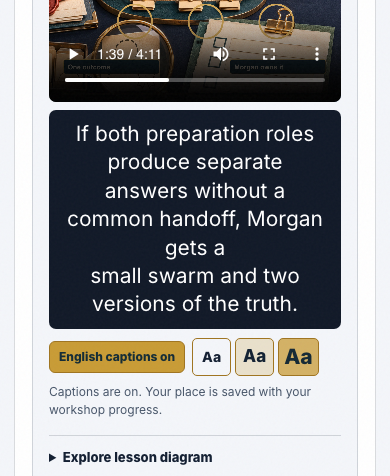 One outcome
Morgan owns it
1:39 / 4:11
If both preparation roles
produce separate
answers without a
common handoff, Morgan
gets a
small swarm and two
versions of the truth.
English captions on
Aa
Aa
Aa
Captions are on. Your place is saved with your
workshop progress.
Explore lesson diagram